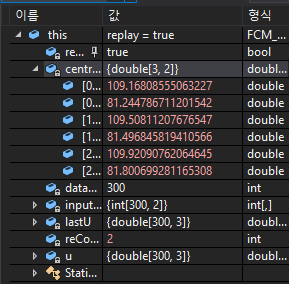 이름 값 형식
this replay = true FCM_...
re... true bool
centr... {double[3, 2]} doubl...
[0... 109.16808555063227 double
[0... 81.244786711201542 double
[1... 109.50811207676547 double
[1... 81.496845819410566 double
[2... 109.92090762064645 double
[2... 81.800699281165308 double
data... 300 int
input... {int[300, 2]} int[,]
lastU {double[300, 3]} doubl...
reCo... 2 int
u {double[300, 3]} doubl...
Stati...